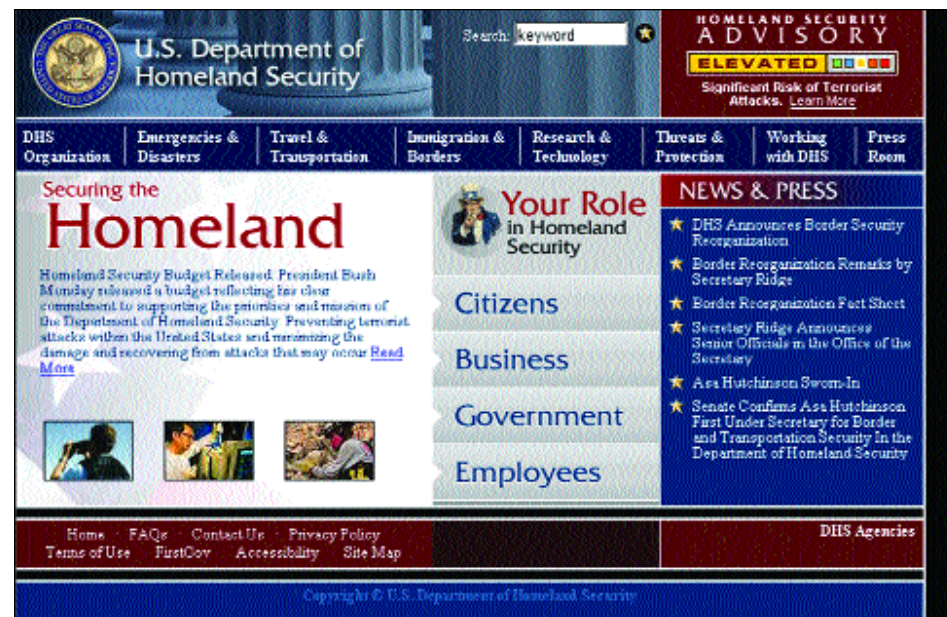 U.S. Department of
Homeland Security
Search: keyword
HOMELAND SECURITY
ADVISORY
ELEVATED
Significant Risk of Terrorist
Attacks. Learn More
DHS
Organization
Emergencies &
Disasters
Travel &
Transportation
Immigration &
Borders
Research &
Technology
Threats &
Protection
Working
with DHS
Press
Room
Securing the
Homeland
Homeland Security Budget Released. President Bush
Monday released a budget reflecting his clear
commitment to supporting the priorities and mission of
the Department of Homeland Security. Preventing terrorist
attacks within the United States and minimizing the
damage and recovering from attacks that may occur Read
More
Your Role
in Homeland
Security
Citizens
Business
Government
Employees
NEWS & PRESS
DHS Announces Border Security
Reorganization
Border Reorganization Remarks by
Secretary Ridge
Border Reorganization Fact Sheet
Secretary Ridge Announces
Senior Officials in the Office of the
Secretary
Asa Hutchinson Sworn-In
Senate Confirms Asa Hutchinson
First Under Secretary for Border
and Transportation Security In the
Department of Homeland Security
Home · FAQs · Contact Us · Privacy Policy
Terms of Use · FirstGov · Accessibility · Site Map
DHS Agencies
Copyright © U.S. Department of Homeland Security